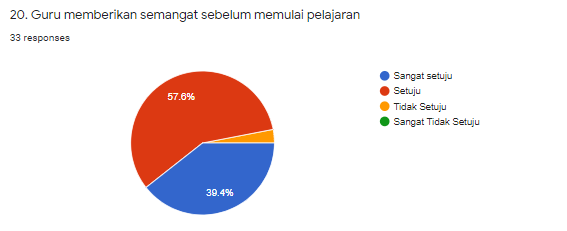 20. Guru memberikan semangat sebelum memulai pelajaran
33 responses
57.6%
39.4%
Sangat setuju
Setuju
Tidak Setuju
Sangat Tidak Setuju